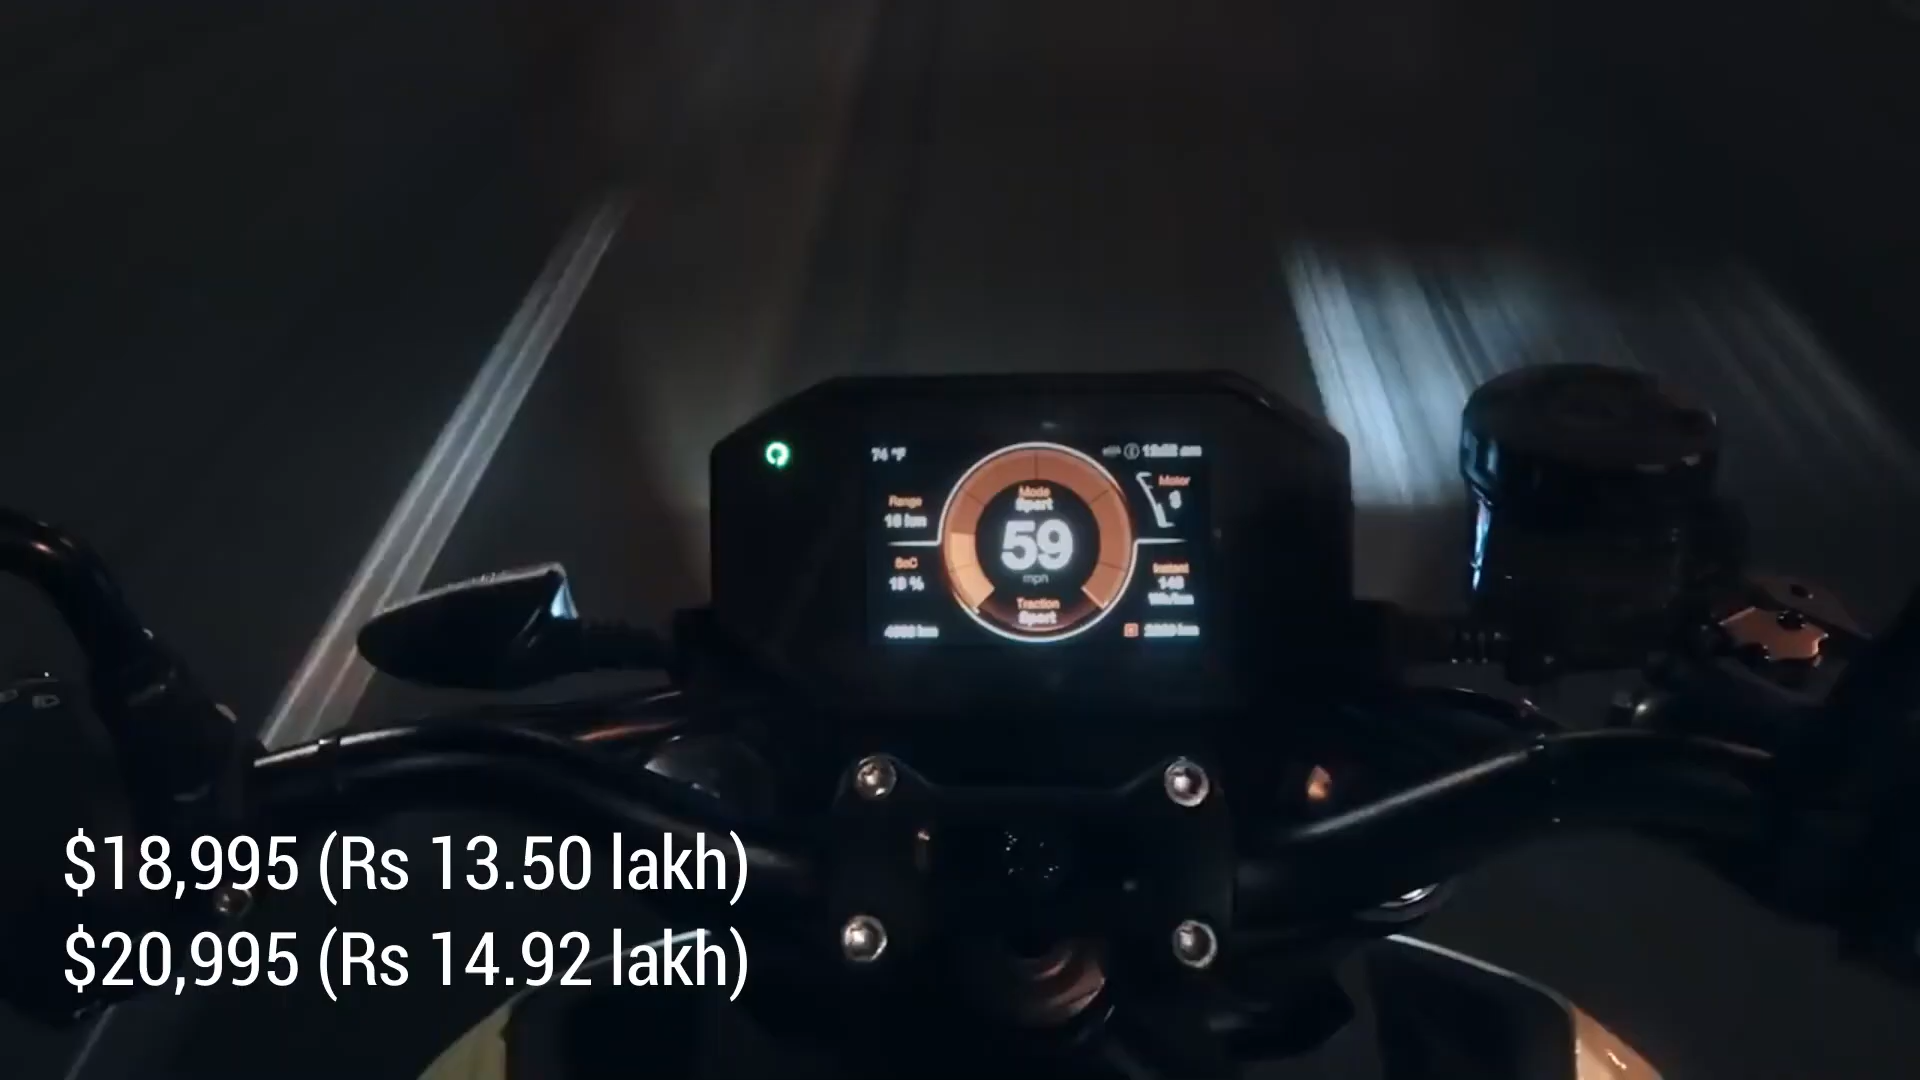 74 °F
Range
SoC
Mode
Sport
59
mph
Traction
Sport
Motor
Instant
$18,995 (Rs 13.50 lakh)
$20,995 (Rs 14.92 lakh)